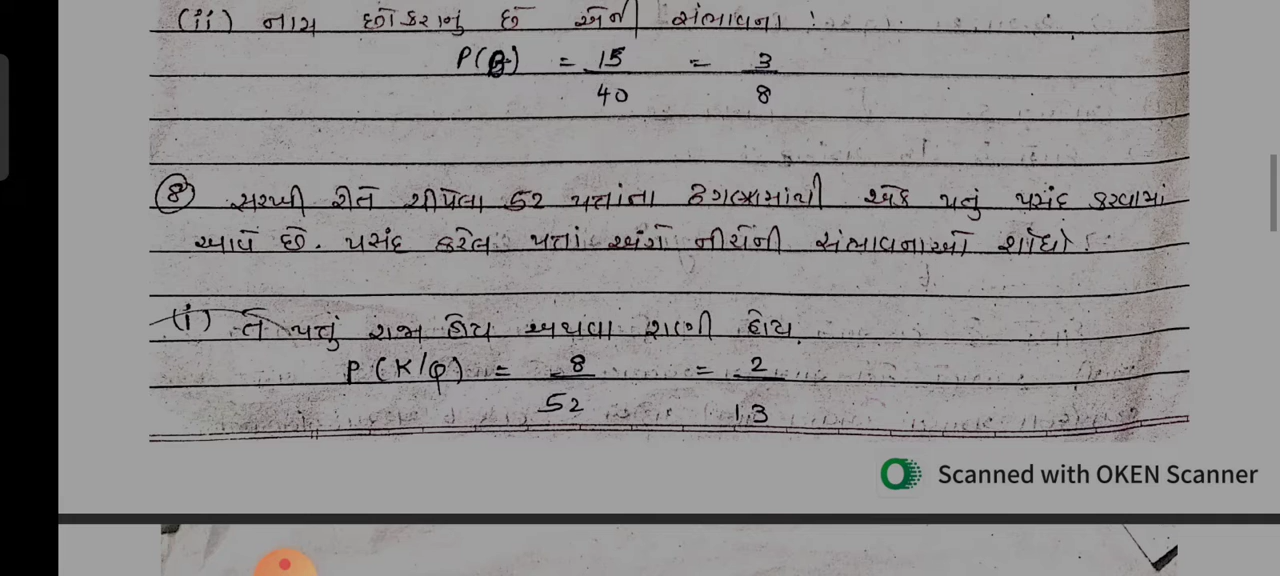 (ii) નામ છોકરાનું છે એની સંભાવના :
P(B) = 15/40 = 3/8
(8) સરખી રીતે ચીપેલા 52 પત્તાંના ઢગલામાંથી એક પત્તું પસંદ કરવામાં
આવે છે. પસંદ કરેલ પત્તાં અંગે નીચેની સંભાવનાઓ શોધો :
(i) તે પત્તું રાજા હોય અથવા રાણી હોય.
P(K/Q) = 8/52 = 2/13
Scanned with OKEN Scanner